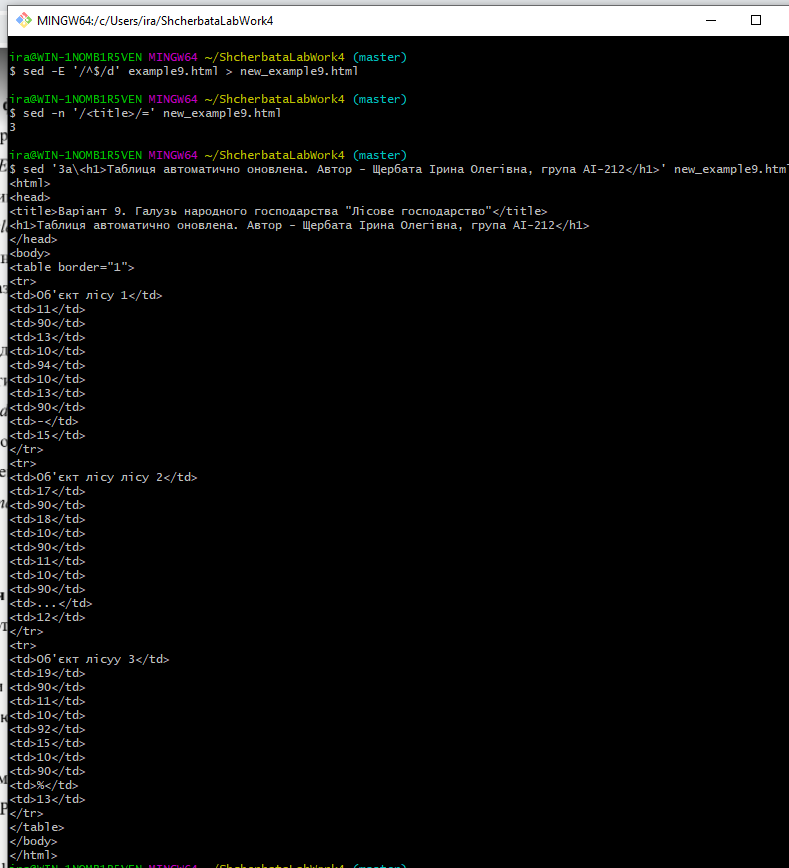 MINGW64:/c/Users/ira/ShcherbataLabWork4
ira@WIN-1NOMB1R5VEN MINGW64 ~/ShcherbataLabWork4 (master)
$ sed -E '/^$/d' example9.html > new_example9.html
ira@WIN-1NOMB1R5VEN MINGW64 ~/ShcherbataLabWork4 (master)
$ sed -n '/<title>/=' new_example9.html
3
ira@WIN-1NOMB1R5VEN MINGW64 ~/ShcherbataLabWork4 (master)
$ sed '3a\<h1>Таблиця автоматично оновлена. Автор - Щербата Ірина Олегівна, група АІ-212</h1>' new_example9.html
<html>
<head>
<title>Варіант 9. Галузь народного господарства "Лісове господарство"</title>
<h1>Таблиця автоматично оновлена. Автор - Щербата Ірина Олегівна, група АІ-212</h1>
</head>
<body>
<table border="1">
<tr>
<td>Об'єкт лісу 1</td>
<td>11</td>
<td>90</td>
<td>13</td>
<td>10</td>
<td>94</td>
<td>10</td>
<td>13</td>
<td>90</td>
<td>-</td>
<td>15</td>
</tr>
<tr>
<td>Об'єкт лісу лісу 2</td>
<td>17</td>
<td>90</td>
<td>18</td>
<td>10</td>
<td>90</td>
<td>11</td>
<td>10</td>
<td>90</td>
<td>...</td>
<td>12</td>
</tr>
<tr>
<td>Об'єкт лісуу 3</td>
<td>19</td>
<td>90</td>
<td>11</td>
<td>10</td>
<td>92</td>
<td>15</td>
<td>10</td>
<td>90</td>
<td>%</td>
<td>13</td>
</tr>
</table>
</body>
</html>
ira@WIN-1NOMB1R5VEN MINGW64 ~/ShcherbataLabWork4 (master)